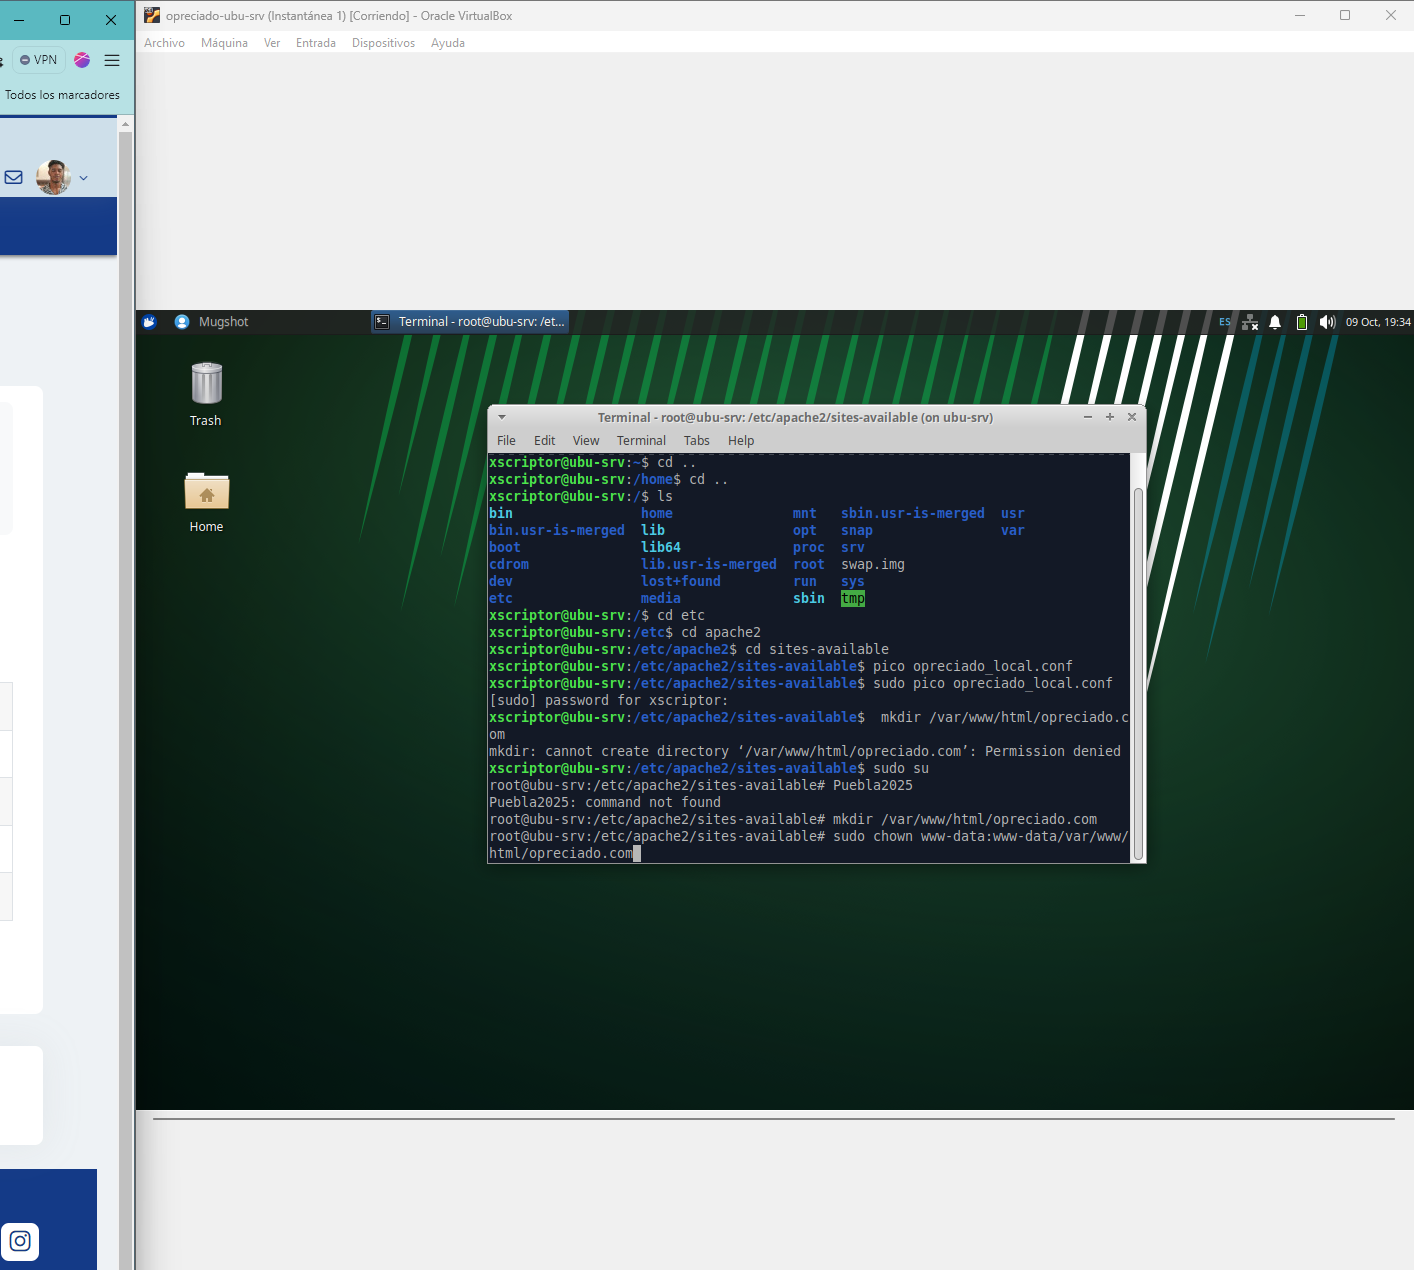 opreciado-ubu-srv (Instantánea 1) [Corriendo] - Oracle VirtualBox
Archivo Máquina Ver Entrada Dispositivos Ayuda
VPN
Todos los marcadores
Mugshot
Terminal - root@ubu-srv: /et...
ES
09 Oct, 19:34
Trash
Home
Terminal - root@ubu-srv: /etc/apache2/sites-available (on ubu-srv)
File Edit View Terminal Tabs Help
xscriptor@ubu-srv:~$ cd ..
xscriptor@ubu-srv:/home$ cd ..
xscriptor@ubu-srv:/$ ls
bin home mnt sbin.usr-is-merged usr
bin.usr-is-merged lib opt snap var
boot lib64 proc srv
cdrom lib.usr-is-merged root swap.img
dev lost+found run sys
etc media sbin tmp
xscriptor@ubu-srv:/$ cd etc
xscriptor@ubu-srv:/etc$ cd apache2
xscriptor@ubu-srv:/etc/apache2$ cd sites-available
xscriptor@ubu-srv:/etc/apache2/sites-available$ pico opreciado_local.conf
xscriptor@ubu-srv:/etc/apache2/sites-available$ sudo pico opreciado_local.conf
[sudo] password for xscriptor:
xscriptor@ubu-srv:/etc/apache2/sites-available$  mkdir /var/www/html/opreciado.c
om
mkdir: cannot create directory ‘/var/www/html/opreciado.com’: Permission denied
xscriptor@ubu-srv:/etc/apache2/sites-available$ sudo su
root@ubu-srv:/etc/apache2/sites-available# Puebla2025
Puebla2025: command not found
root@ubu-srv:/etc/apache2/sites-available# mkdir /var/www/html/opreciado.com
root@ubu-srv:/etc/apache2/sites-available# sudo chown www-data:www-data/var/www/
html/opreciado.com